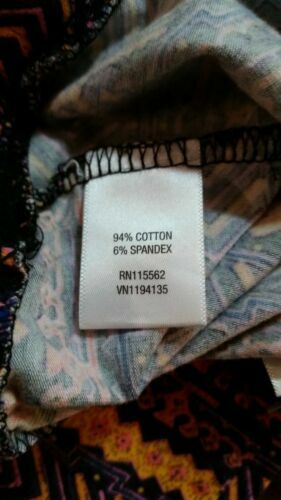 94% COTTON
6% SPANDEX
RN115562
VN1194135